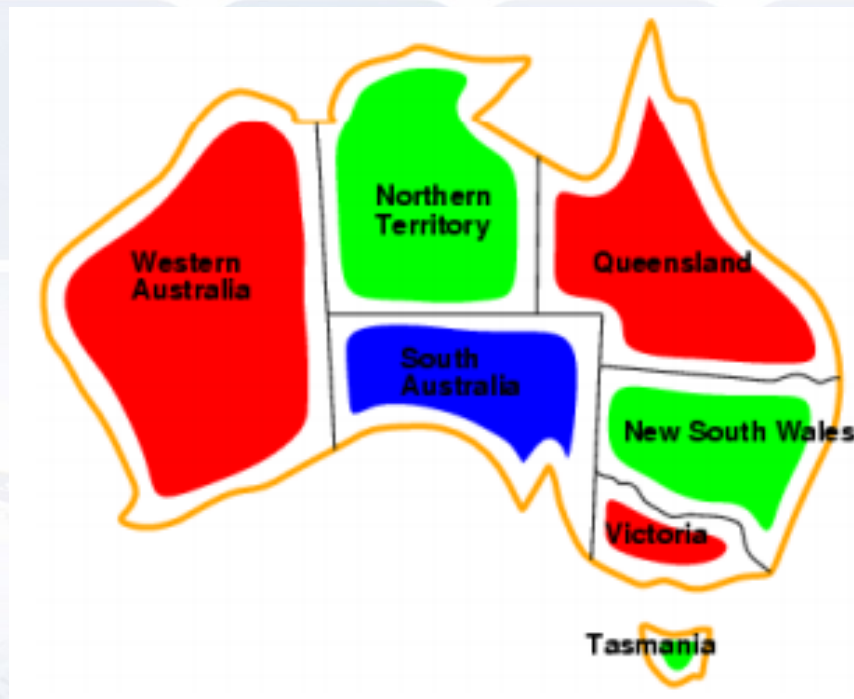 Northern
Territory
Western
Australia
Queensland
South
Australia
New South Wales
Victoria
Tasmania